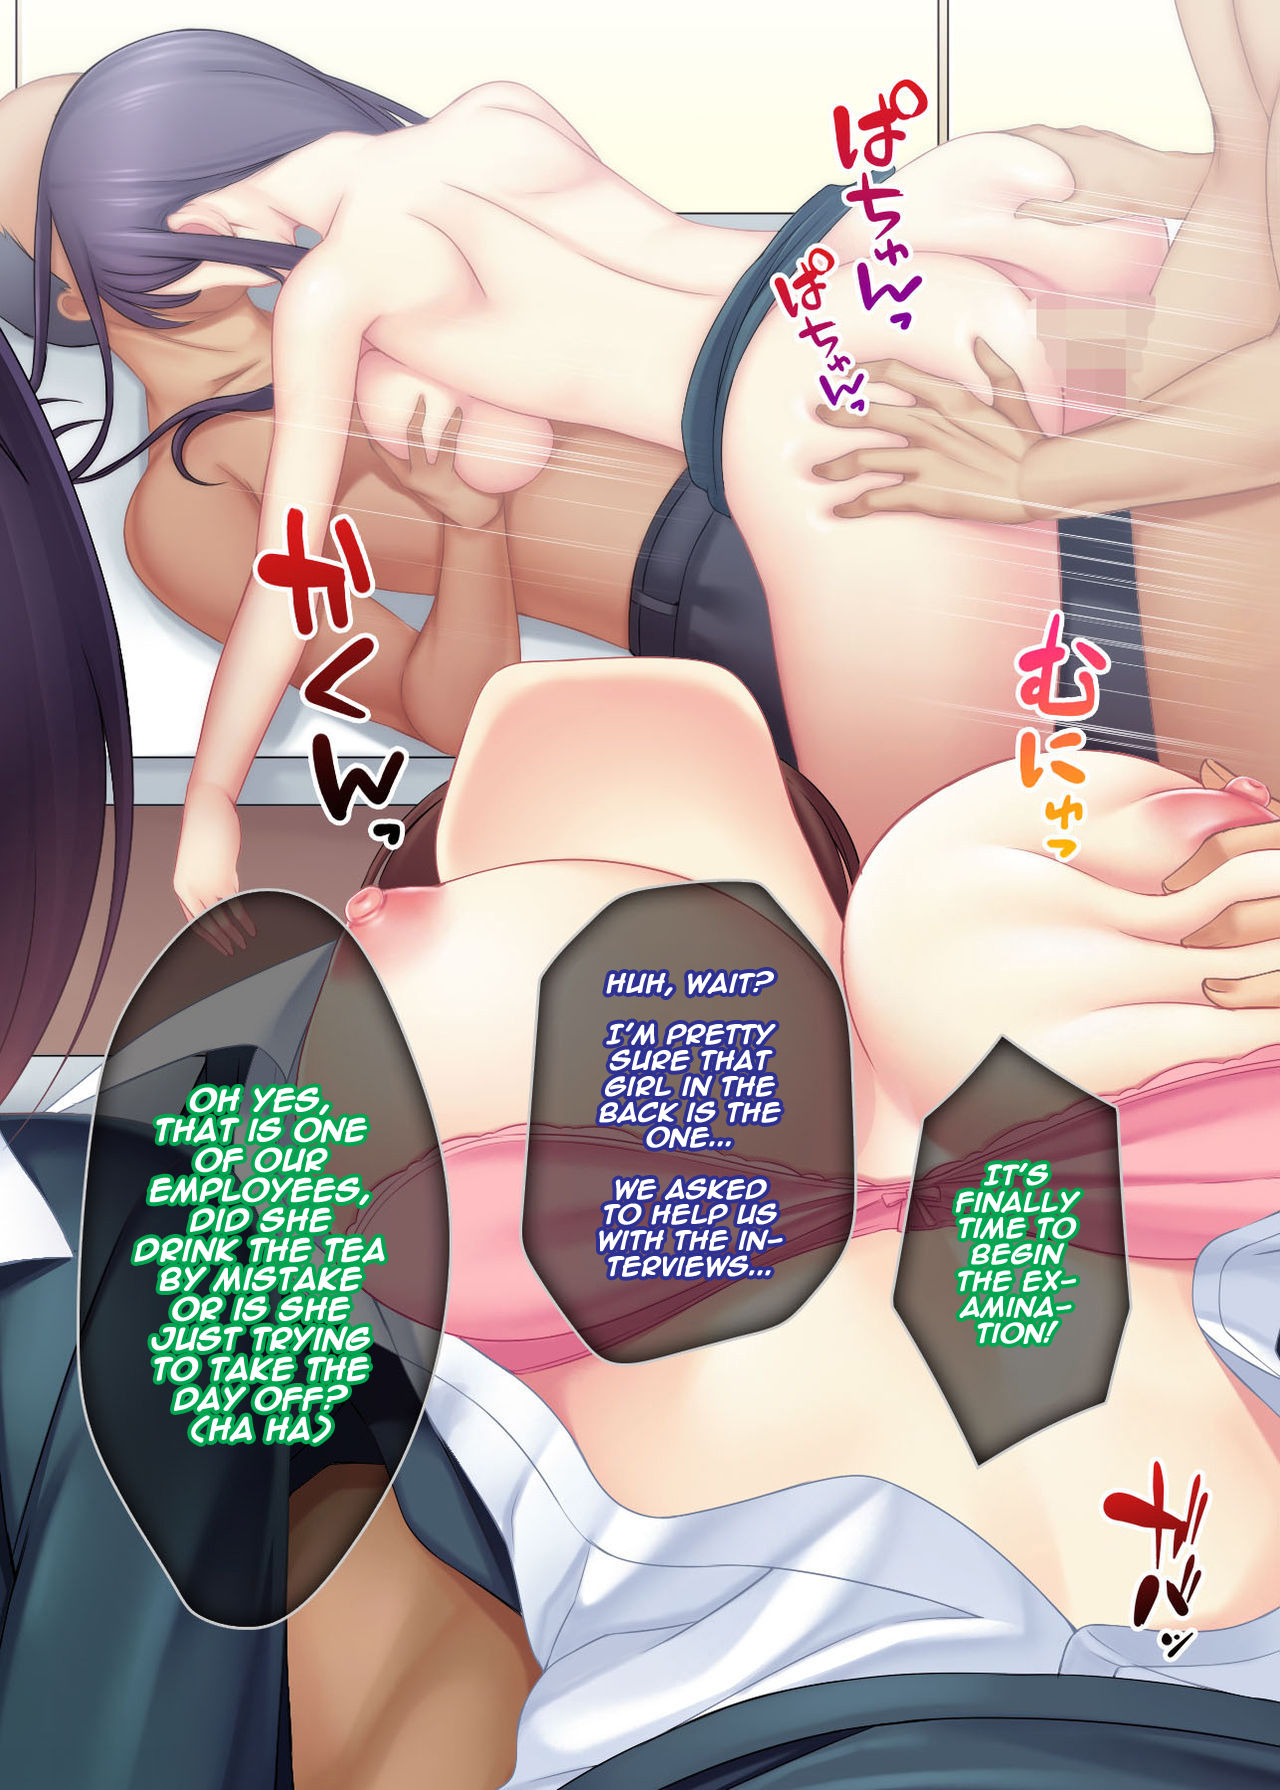 ぱちゅんっ
ぱちゅんっ
チくんっ
むにゅっ
HUH, WAIT?
I'M PRETTY
SURE THAT
GIRL IN THE
BACK IS THE
ONE...
WE ASKED
TO HELP US
WITH THE IN-
TERVIEWS...
OH YES,
THAT IS ONE
OF OUR
EMPLOYEES,
DID SHE
DRINK THE TEA
BY MISTAKE
OR IS SHE
JUST TRYING
TO TAKE THE
DAY OFF?
(HA HA)
IT'S
FINALLY
TIME TO
BEGIN
THE EX-
AMINA-
TION!
ガバッ